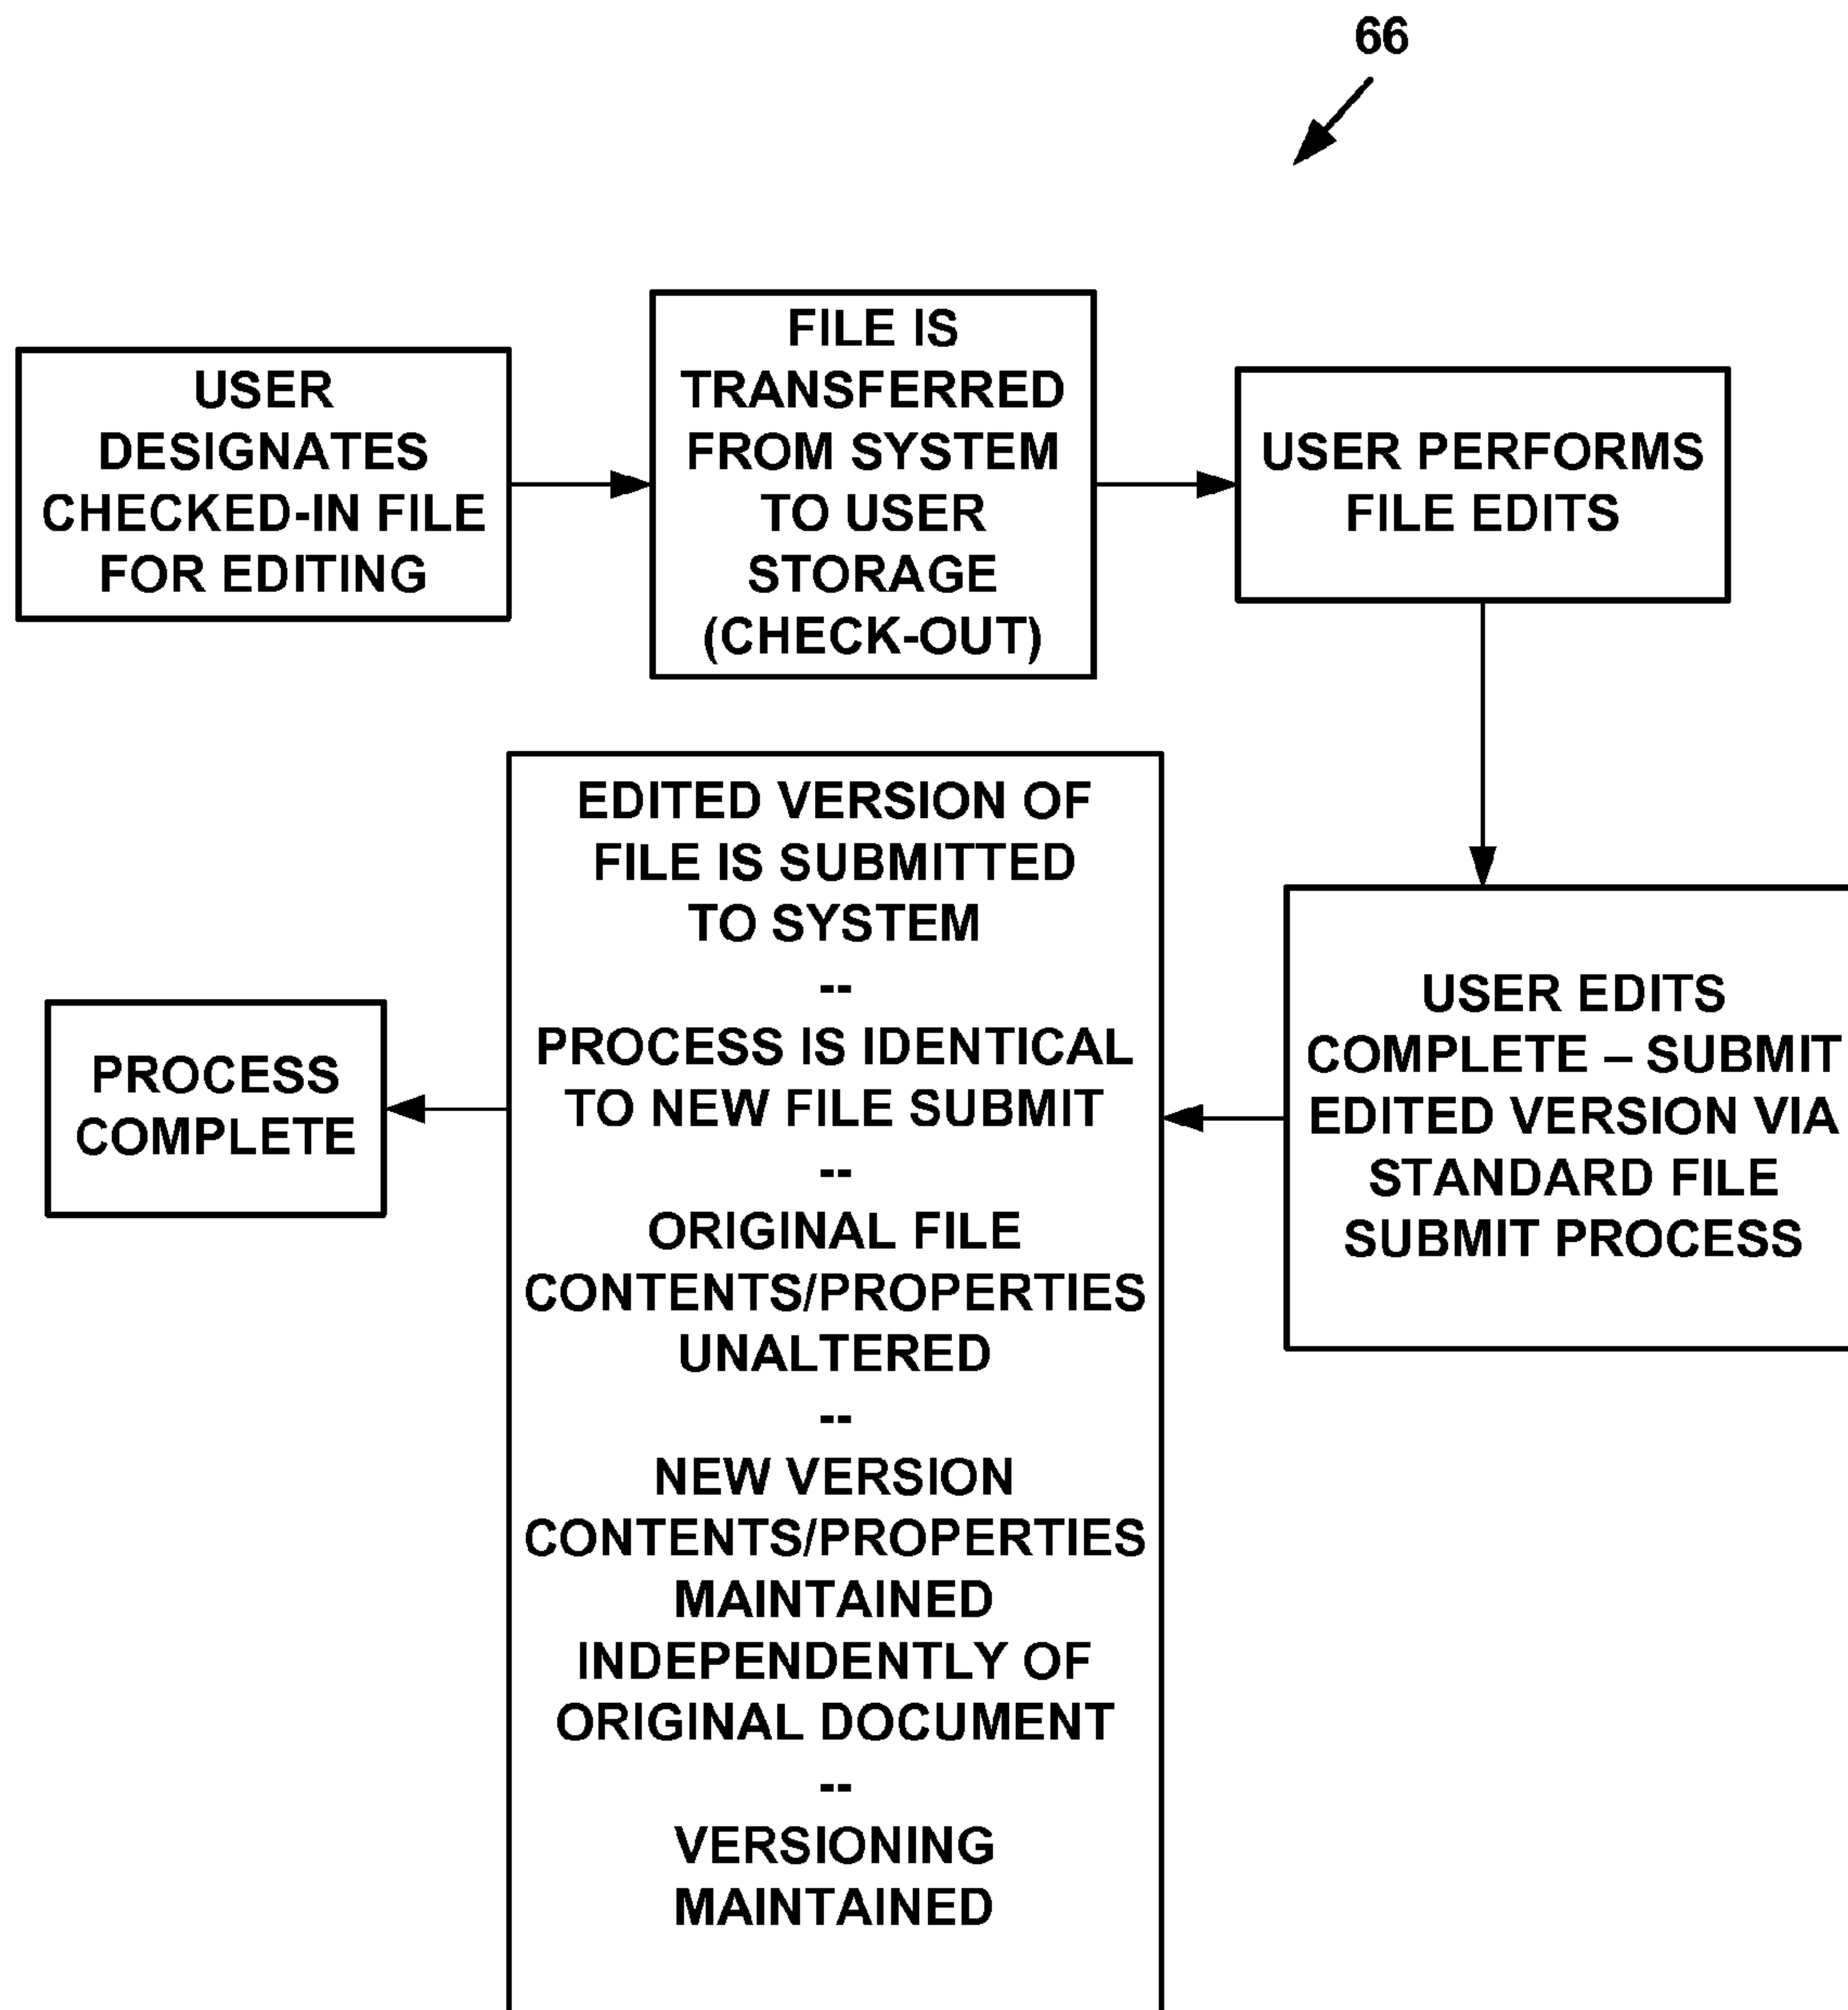 66
USER
DESIGNATES
CHECKED-IN FILE
FOR EDITING
FILE IS
TRANSFERRED
FROM SYSTEM
TO USER
STORAGE
(CHECK-OUT)
USER PERFORMS
FILE EDITS
USER EDITS
COMPLETE – SUBMIT
EDITED VERSION VIA
STANDARD FILE
SUBMIT PROCESS
EDITED VERSION OF
FILE IS SUBMITTED
TO SYSTEM
--
PROCESS IS IDENTICAL
TO NEW FILE SUBMIT
--
ORIGINAL FILE
CONTENTS/PROPERTIES
UNALTERED
--
NEW VERSION
CONTENTS/PROPERTIES
MAINTAINED
INDEPENDENTLY OF
ORIGINAL DOCUMENT
--
VERSIONING
MAINTAINED
PROCESS
COMPLETE